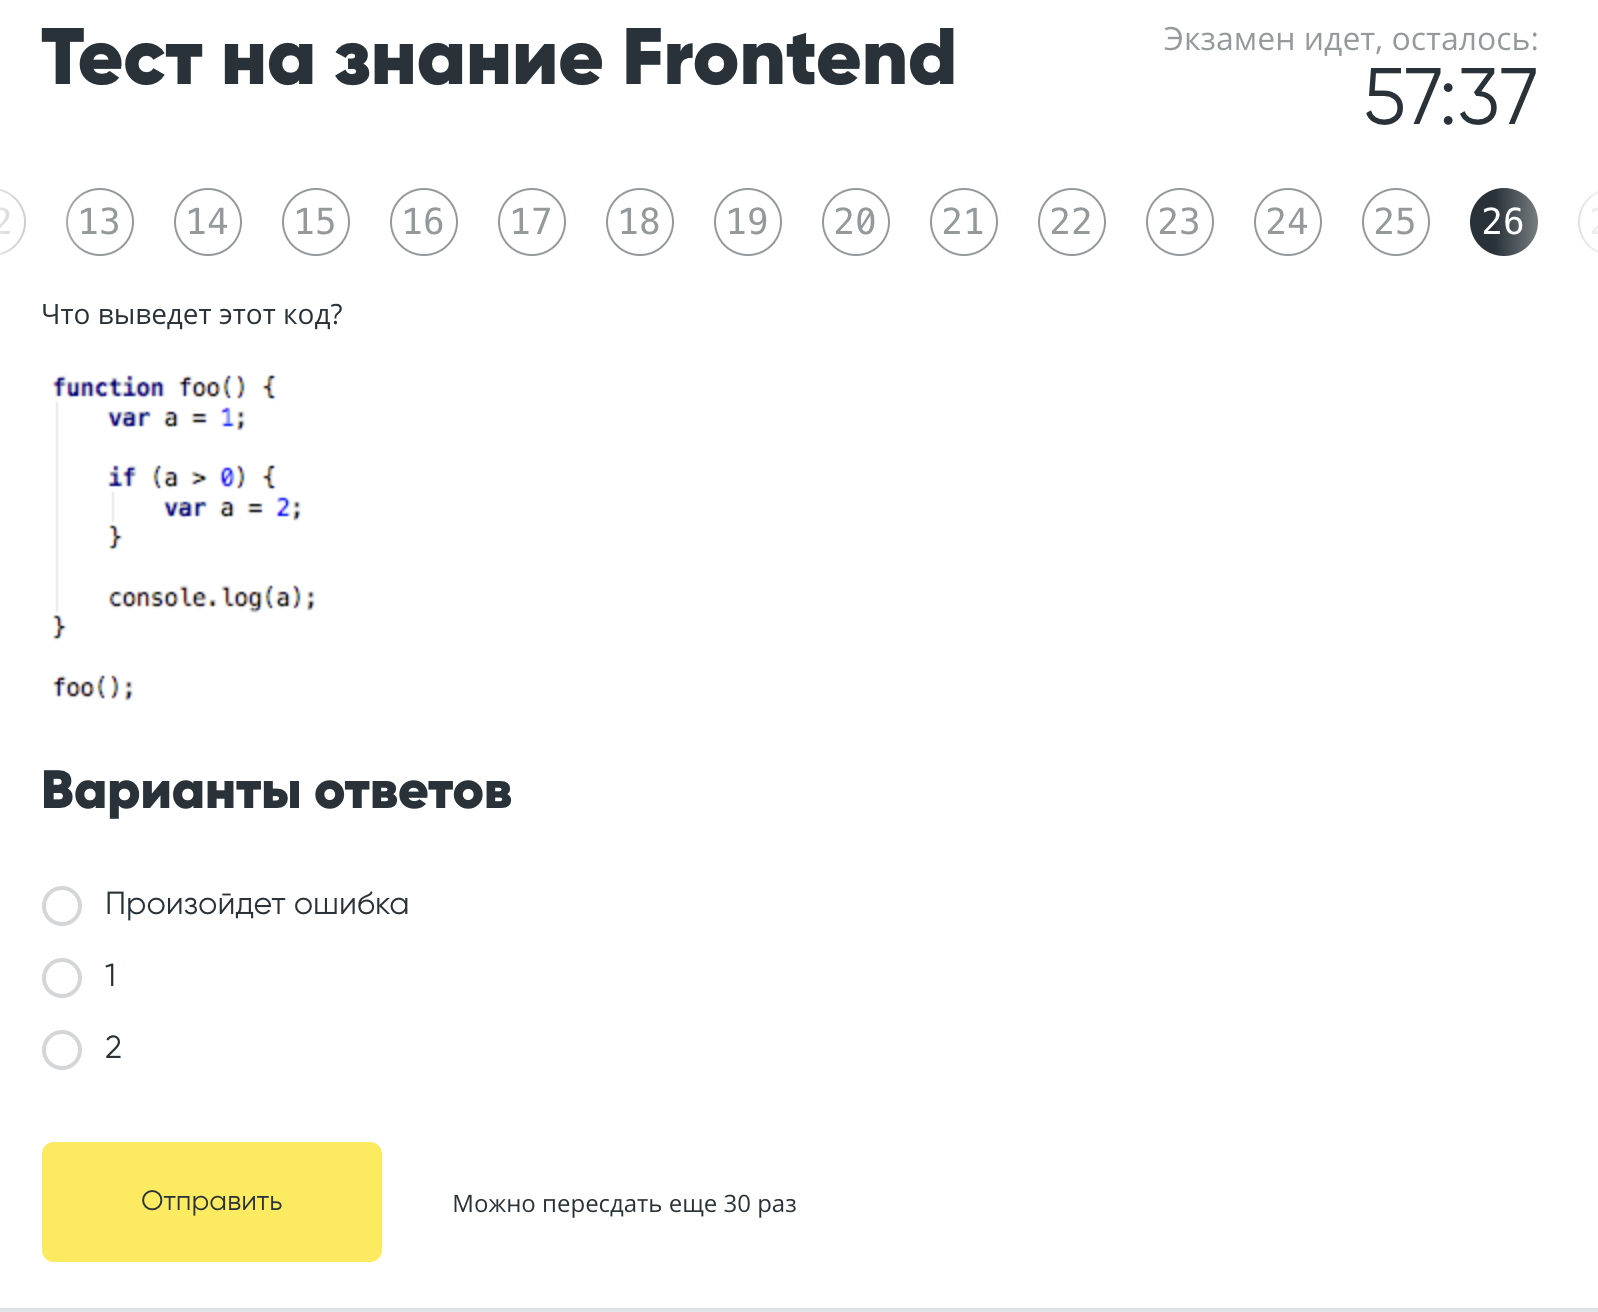 Тест на знание Frontend
Экзамен идет, осталось:
57:37
13 14 15 16 17 18 19 20 21 22 23 24 25 26
Что выведет этот код?
function foo() {
    var a = 1;
    if (a > 0) {
        var a = 2;
    }
    console.log(a);
}
foo();
Варианты ответов
Произойдет ошибка
1
2
Отправить
Можно пересдать еще 30 раз